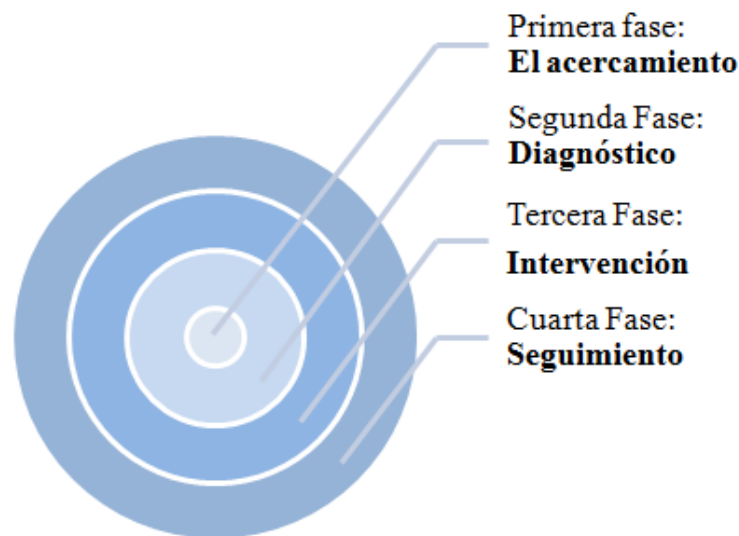 Primera fase:
El acercamiento
Segunda Fase:
Diagnóstico
Tercera Fase:
Intervención
Cuarta Fase:
Seguimiento